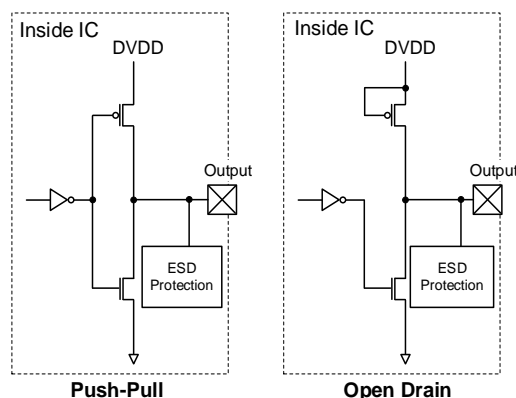 Inside IC
DVDD
Output
ESD
Protection
Push-Pull
Inside IC
DVDD
Output
ESD
Protection
Open Drain